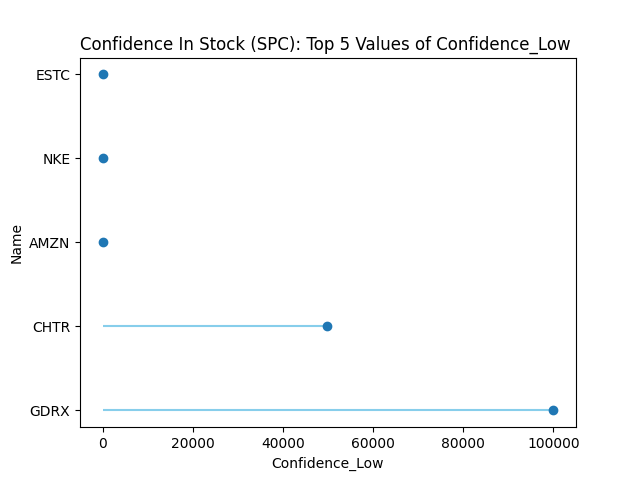 Confidence In Stock (SPC): Top 5 Values of Confidence_Low
ESTC
NKE
AMZN
CHTR
GDRX
Name
0 20000 40000 60000 80000 100000
Confidence_Low